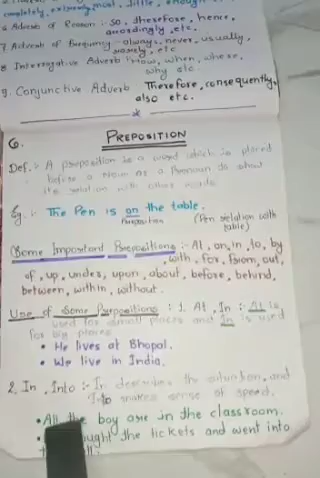 completely, extremely, most, little, enough
6 Adverb of Reason :- So, therefore, hence,
accordingly, etc.
7. Adverb of Frequency :- always, never, usually,
rarely, etc
8. Interrogative Adverb : How, when, where,
why etc.
9. Conjunctive Adverb Therefore, consequently,
also etc.
6.
PREPOSITION
Def. :- A preposition is a word which is placed
before a Noun or a Pronoun to show
its relation with other words.
Eg. :- The Pen is on the table.
Preposition (Pen relation with
table)
Some Important Prepositions :- At, on, in, to, by
, with, for, from, out,
of, up, under, upon, about, before, behind,
between, within, without.
Use of Some Prepositions : 1. At, In :- At is
used for small places and In is used
for big places
• He lives at Bhopal.
• We live in India.
2. In, Into :- In describes the situation, and
Into makes sense of speed.
• All the boy are in the classroom.
the tickets and went into